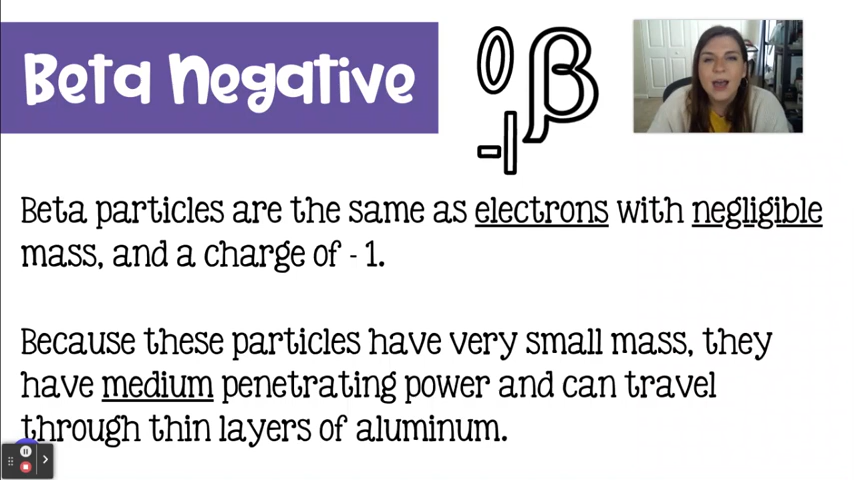 Beta Negative
0
-1 β
Beta particles are the same as electrons with negligible
mass, and a charge of - 1.
Because these particles have very small mass, they
have medium penetrating power and can travel
through thin layers of aluminum.